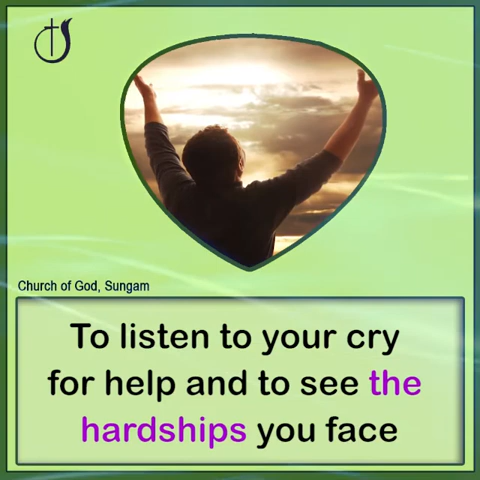 Church of God, Sungam
To listen to your cry
for help and to see the
hardships you face